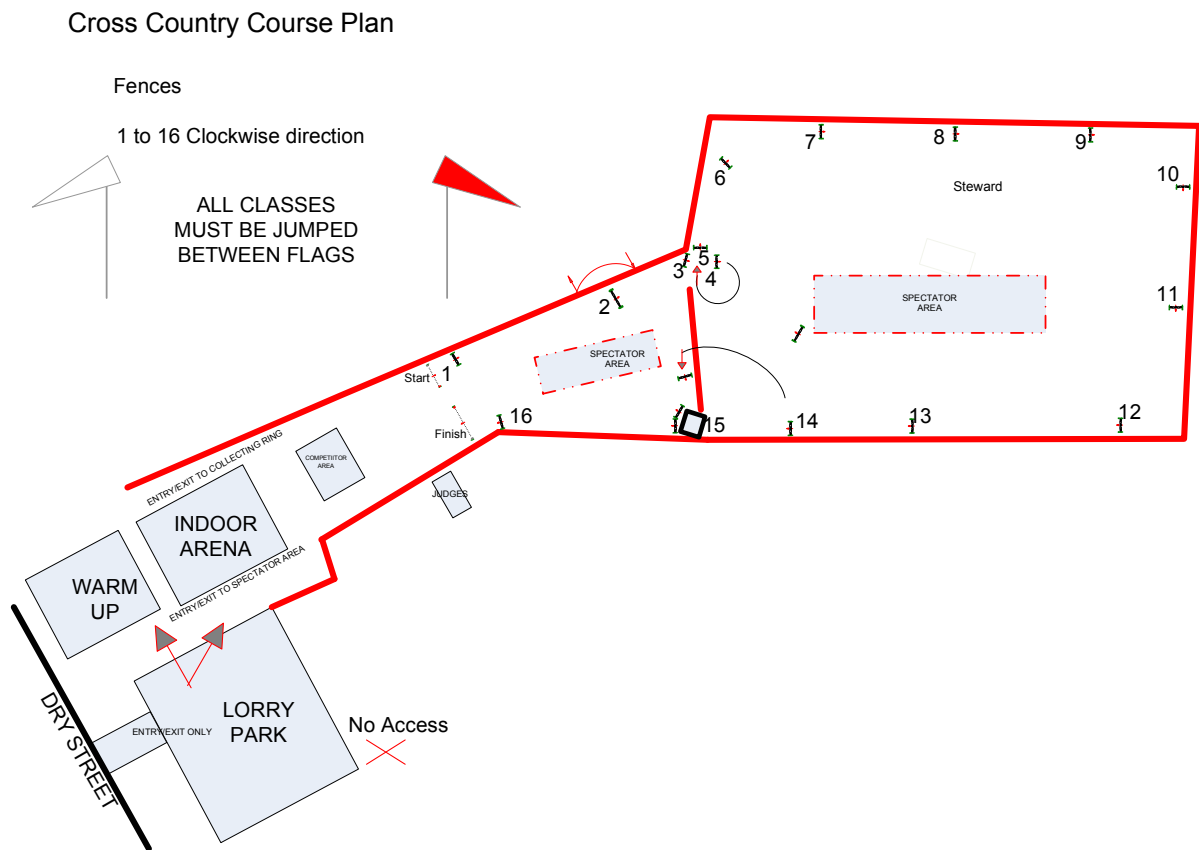 Cross Country Course Plan
Fences
1 to 16 Clockwise direction
ALL CLASSES
MUST BE JUMPED
BETWEEN FLAGS
7
8
9
6
10
Steward
5
3
4
2
11
SPECTATOR
AREA
SPECTATOR
AREA
1
Start
16
15
14
13
12
Finish
ENTRY/EXIT TO COLLECTING RING
COMPETITOR
AREA
JUDGES
INDOOR
ARENA
WARM
UP
ENTRY/EXIT TO SPECTATOR AREA
LORRY
PARK
No Access
ENTRY/EXIT ONLY
DRY STREET